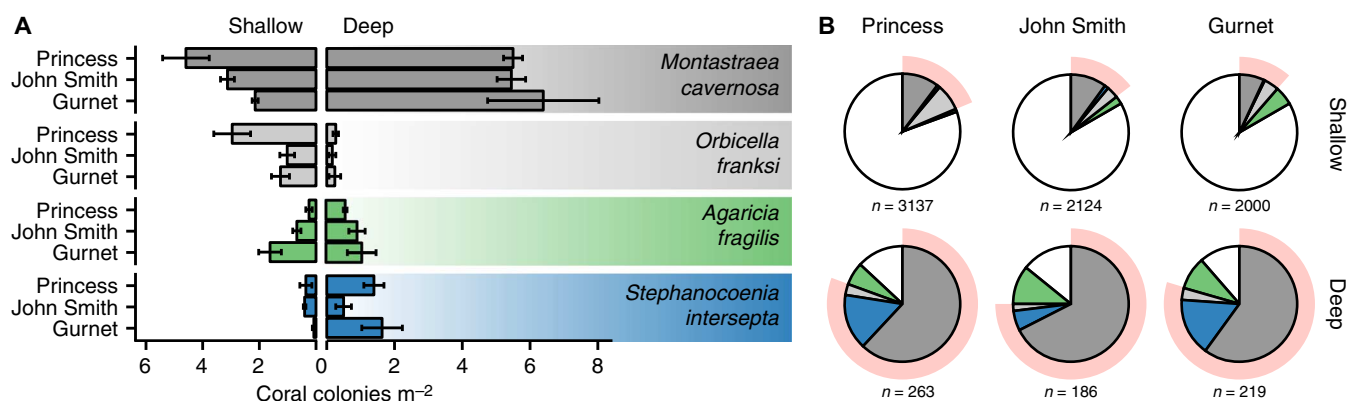 A
Shallow
Deep
Princess
John Smith
Gurnet
Montastraea
cavernosa
Princess
John Smith
Gurnet
Orbicella
franksi
Princess
John Smith
Gurnet
Agaricia
fragilis
Princess
John Smith
Gurnet
Stephanocoenia
intersepta
6 4 2 0 2 4 6 8
Coral colonies m⁻²
B
Princess
John Smith
Gurnet
Shallow
n = 3137
n = 2124
n = 2000
Deep
n = 263
n = 186
n = 219